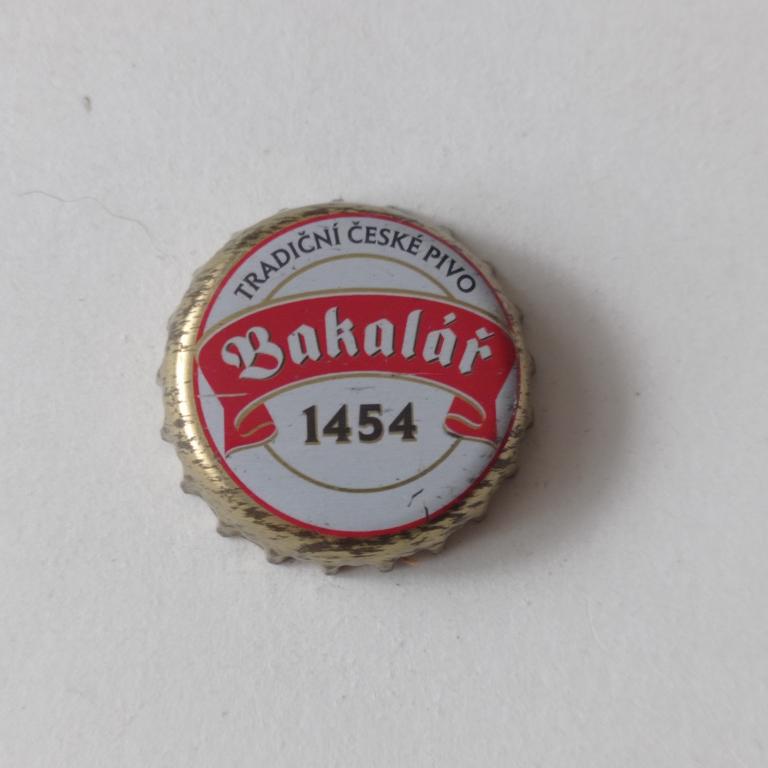 TRADIČNÍ ČESKÉ PIVO
Bakalář
1454